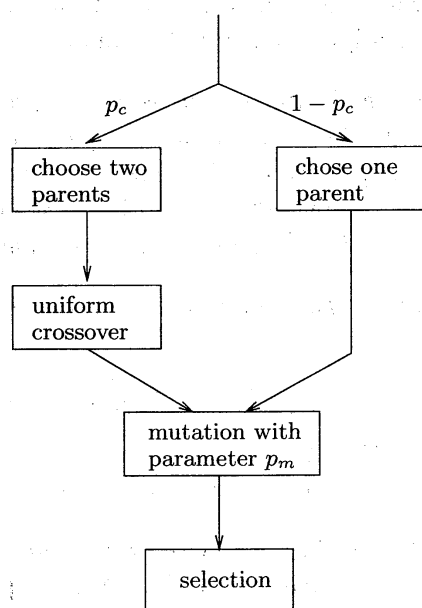 p_c
1 − p_c
choose two
parents
chose one
parent
uniform
crossover
mutation with
parameter p_m
selection